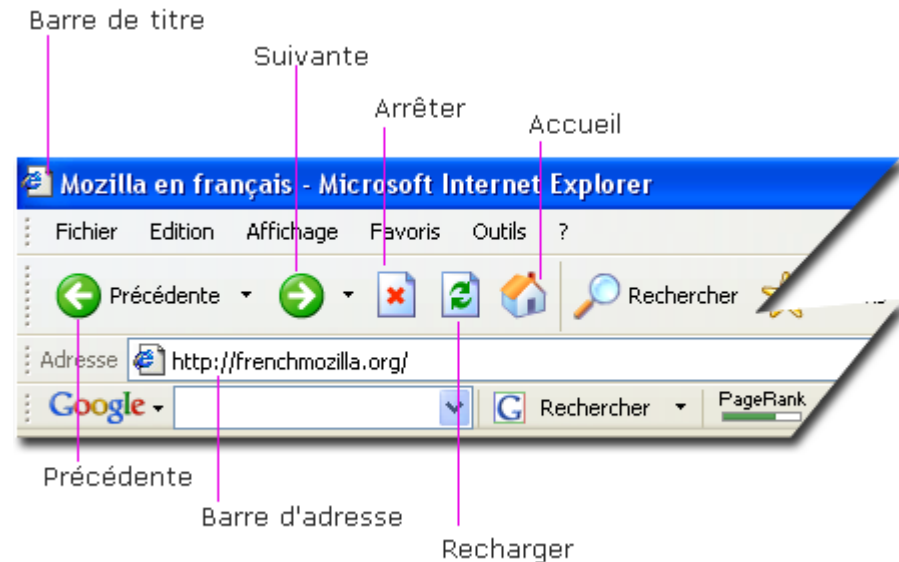 Barre de titre
Suivante
Arrêter
Accueil
Mozilla en français - Microsoft Internet Explorer
Fichier Edition Affichage Favoris Outils ?
Précédente Rechercher
Adresse http://frenchmozilla.org/
Google G Rechercher PageRank
Précédente
Barre d'adresse
Recharger